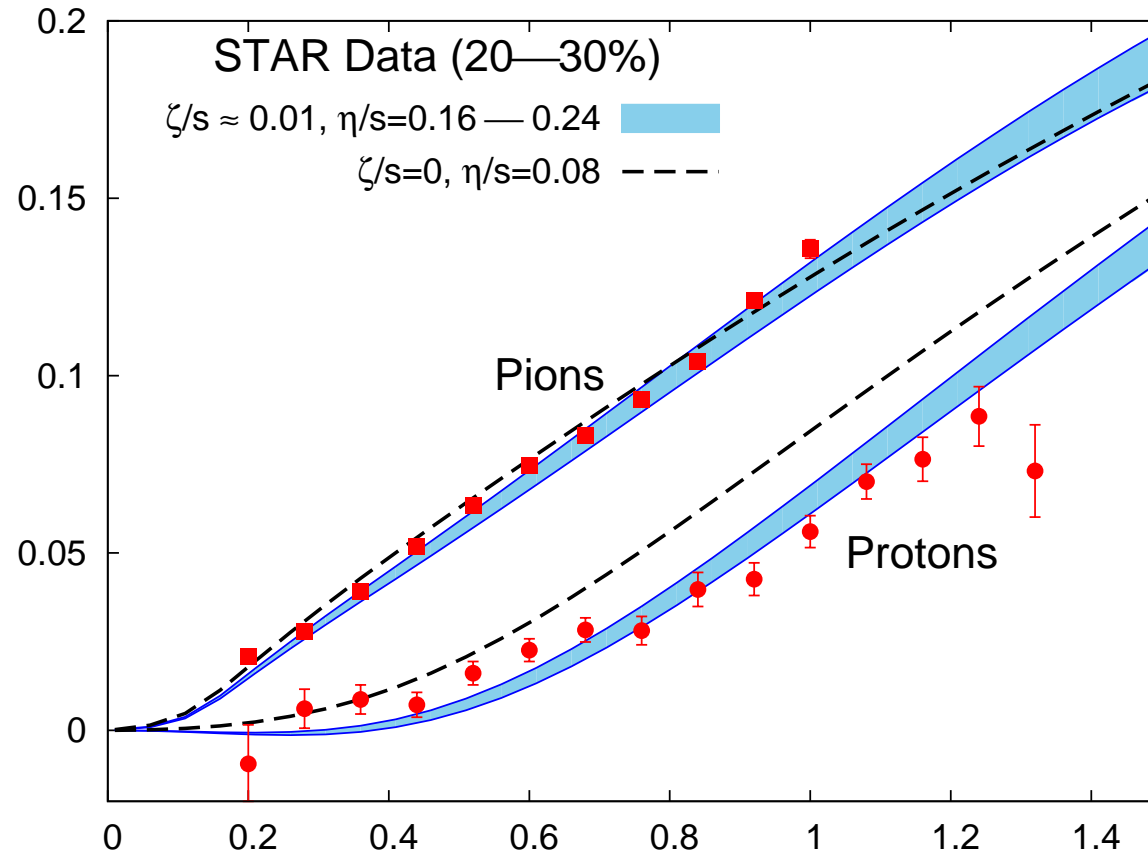 0.2
STAR Data (20—30%)
ζ/s ≈ 0.01, η/s=0.16 — 0.24
ζ/s=0, η/s=0.08
0.15
0.1
Pions
0.05
Protons
0
0 0.2 0.4 0.6 0.8 1 1.2 1.4